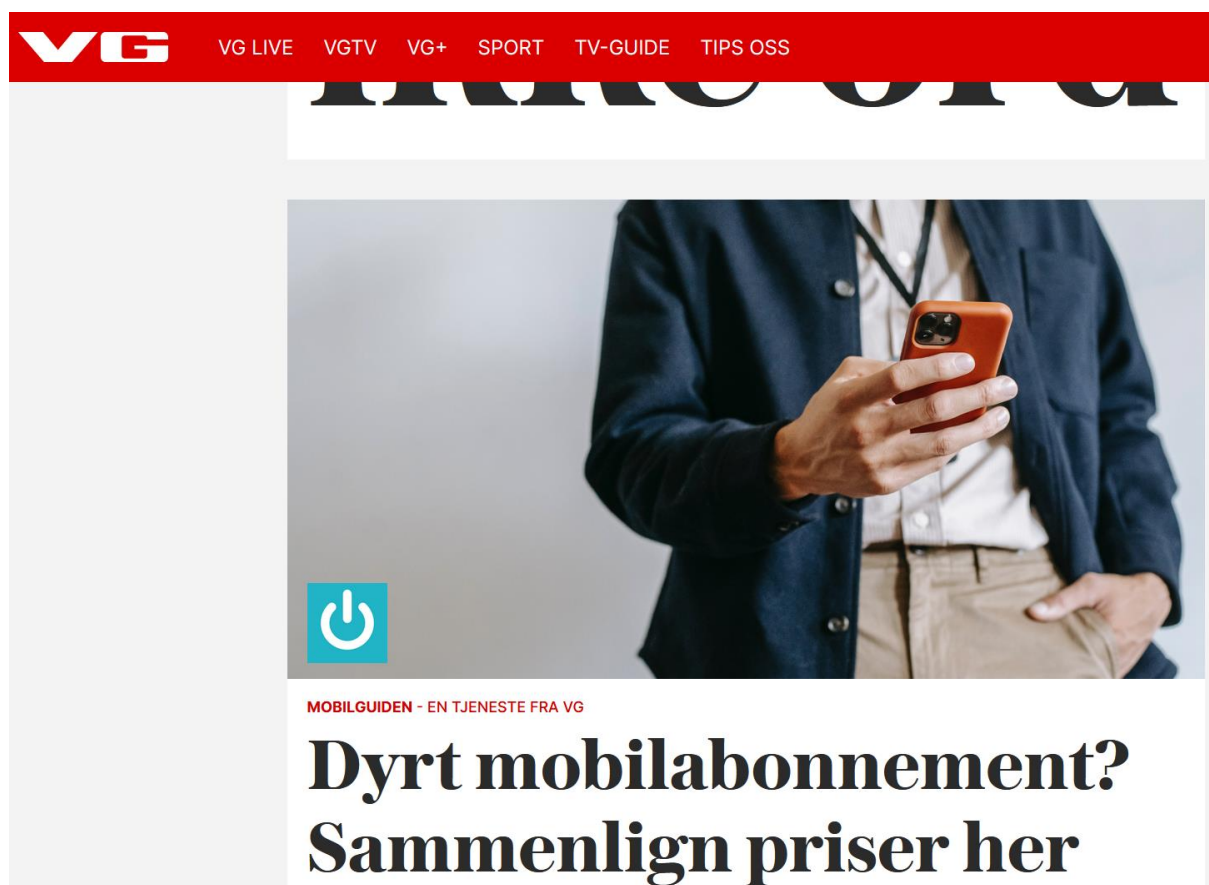 VG
VG LIVE VGTV VG+ SPORT TV-GUIDE TIPS OSS
MOBILGUIDEN - EN TJENESTE FRA VG
Dyrt mobilabonnement?
Sammenlign priser her